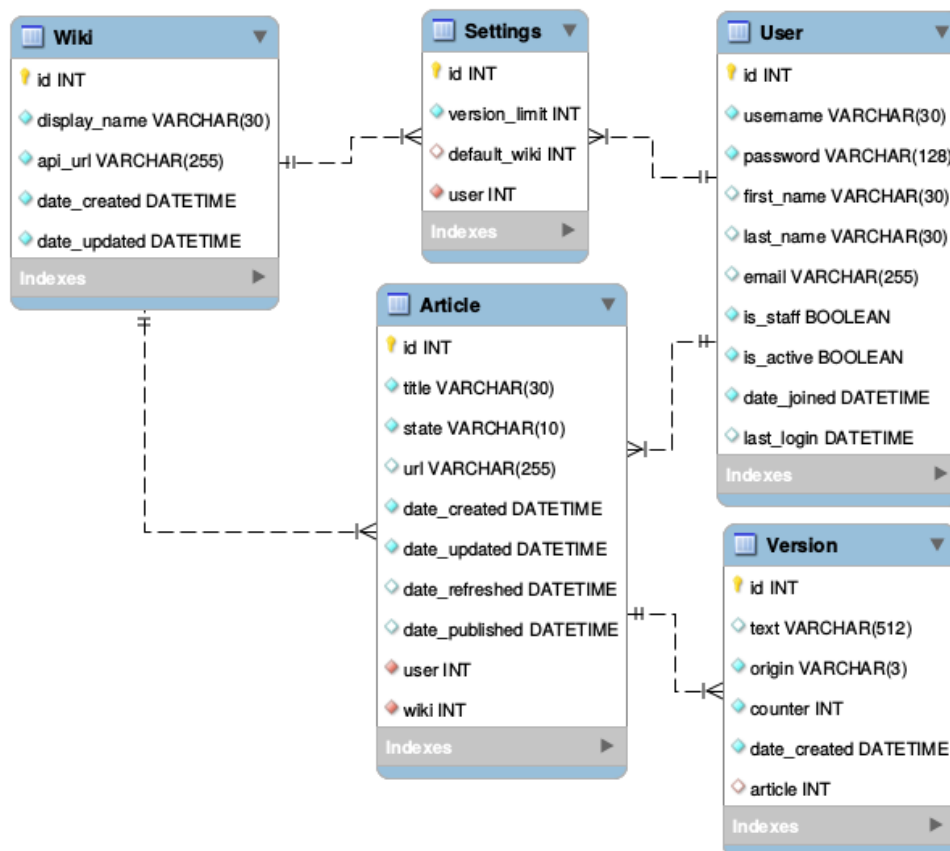 Wiki
id INT
display_name VARCHAR(30)
api_url VARCHAR(255)
date_created DATETIME
date_updated DATETIME
Indexes
Settings
id INT
version_limit INT
default_wiki INT
user INT
Indexes
User
id INT
username VARCHAR(30)
password VARCHAR(128)
first_name VARCHAR(30)
last_name VARCHAR(30)
email VARCHAR(255)
is_staff BOOLEAN
is_active BOOLEAN
date_joined DATETIME
last_login DATETIME
Indexes
Article
id INT
title VARCHAR(30)
state VARCHAR(10)
url VARCHAR(255)
date_created DATETIME
date_updated DATETIME
date_refreshed DATETIME
date_published DATETIME
user INT
wiki INT
Indexes
Version
id INT
text VARCHAR(512)
origin VARCHAR(3)
counter INT
date_created DATETIME
article INT
Indexes